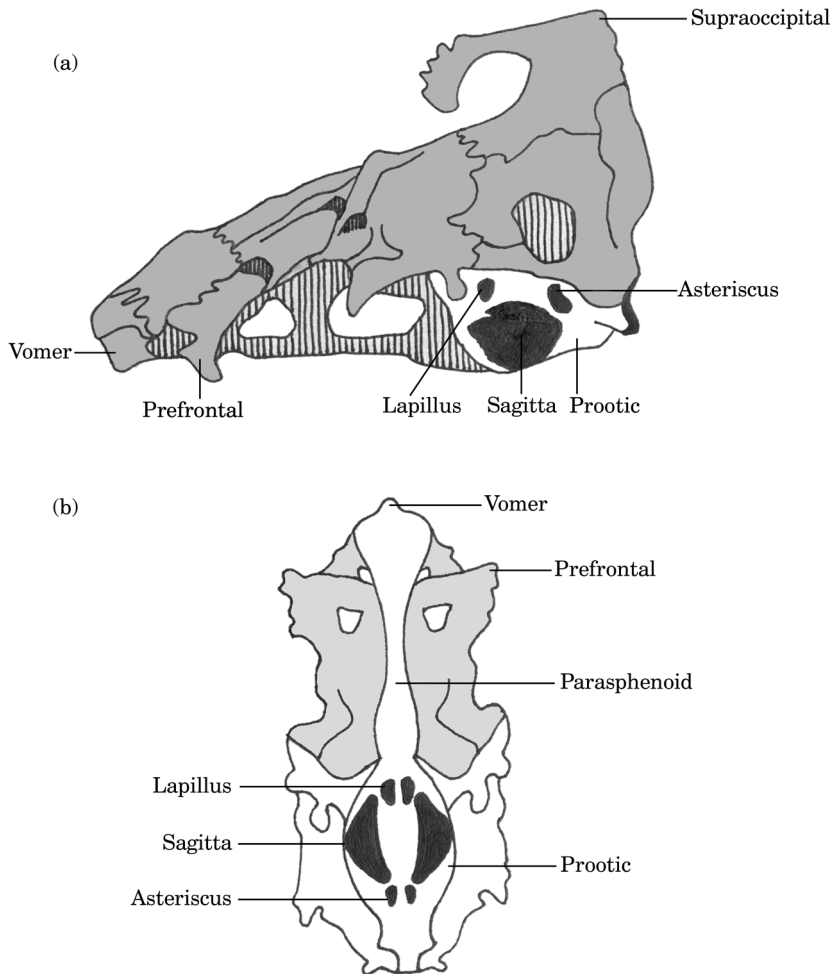 Supraoccipital
(a)
Asteriscus
Vomer
Prefrontal
Lapillus
Sagitta
Prootic
(b)
Vomer
Prefrontal
Parasphenoid
Lapillus
Sagitta
Prootic
Asteriscus